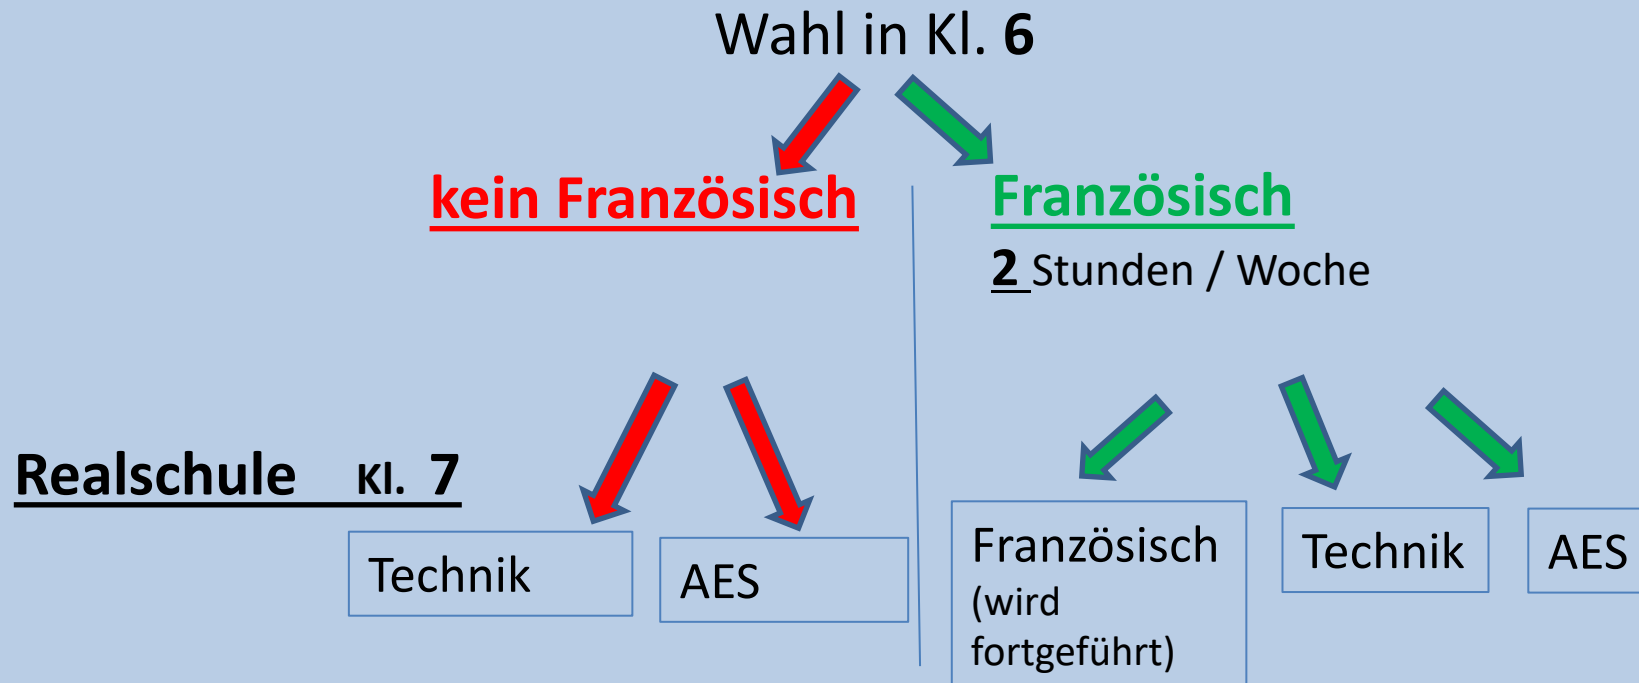 Wahl in Kl. 6
kein Französisch
Französisch
2 Stunden / Woche
Realschule Kl. 7
Technik
AES
Französisch
(wird
fortgeführt)
Technik
AES